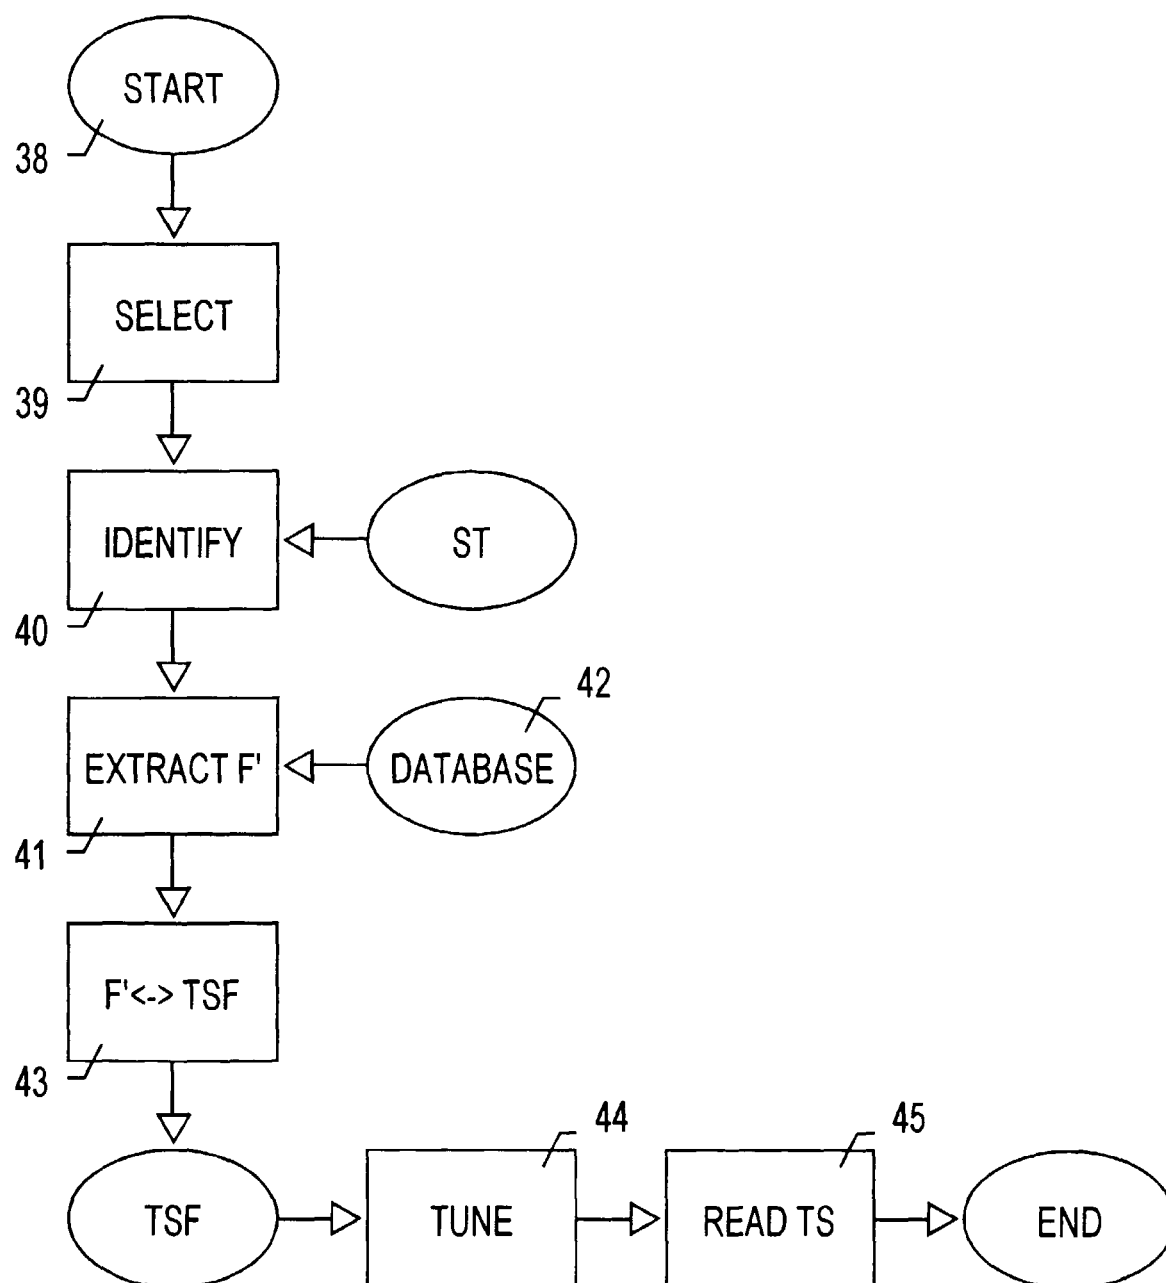 START
38
SELECT
39
IDENTIFY
ST
40
42
EXTRACT F'
DATABASE
41
F'<-> TSF
43
44
45
TSF
TUNE
READ TS
END